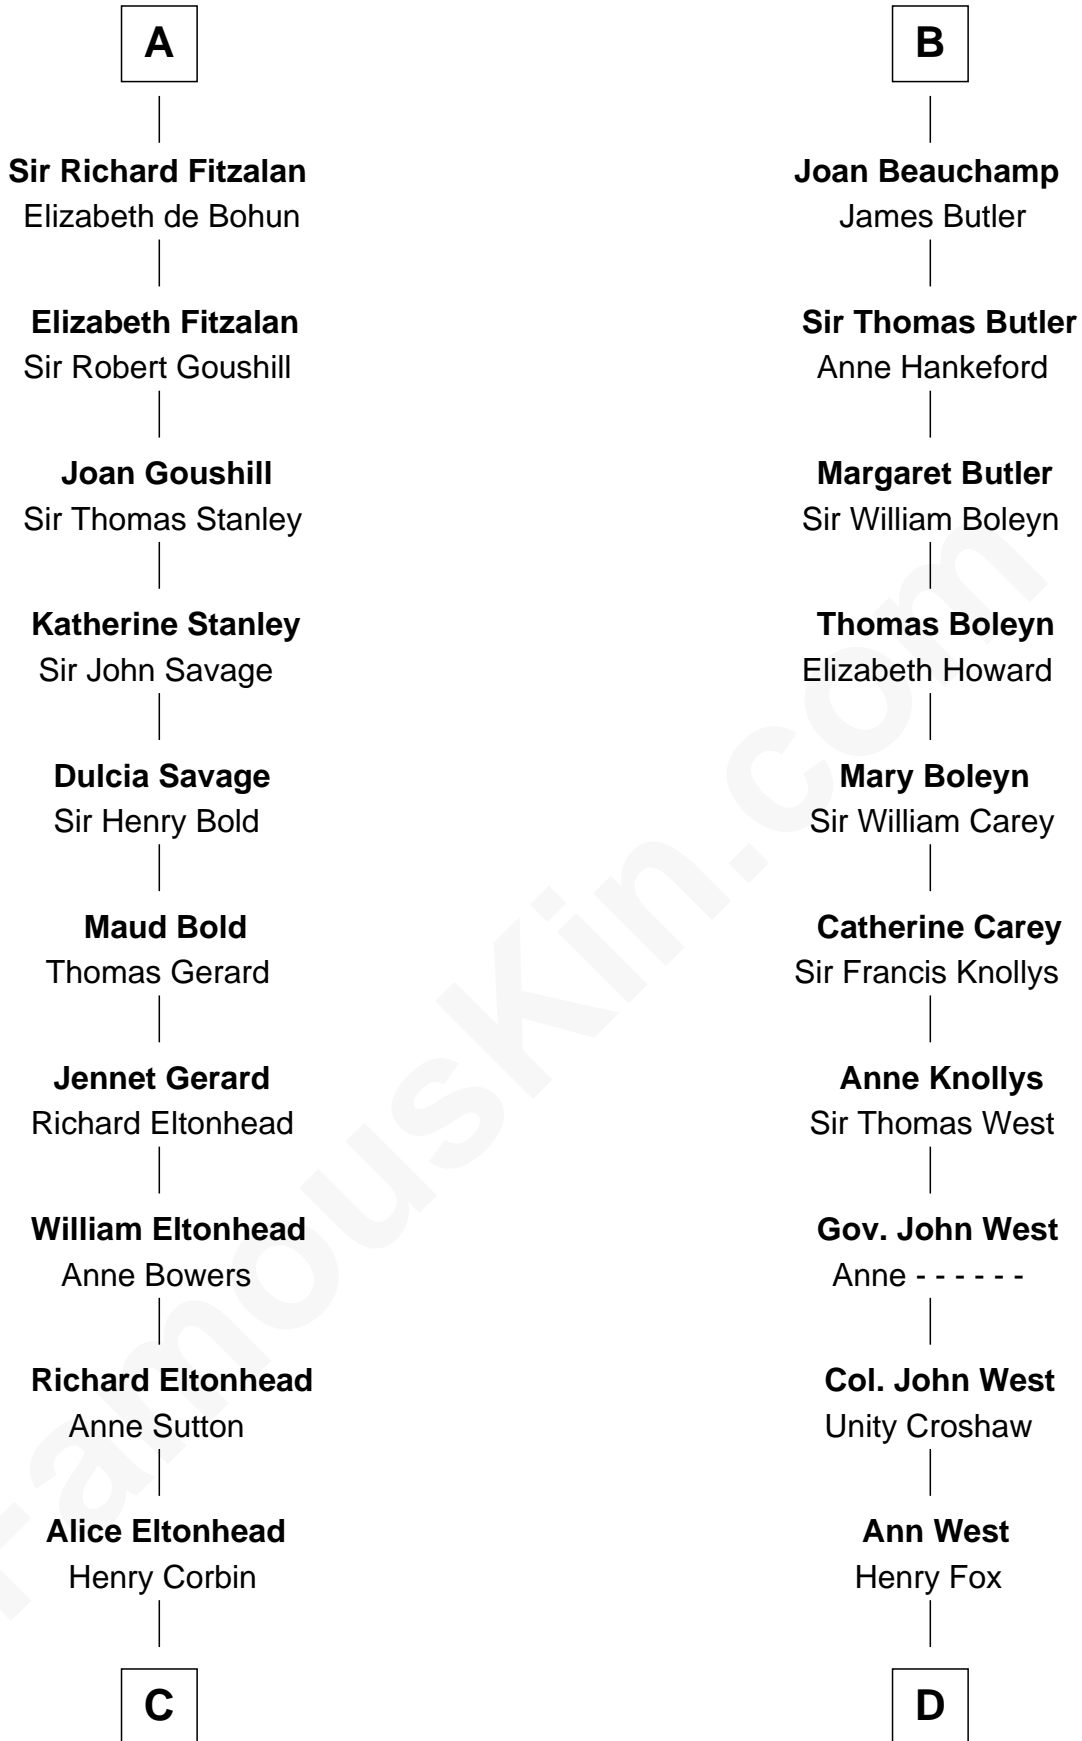 A
Sir Richard Fitzalan
Elizabeth de Bohun
Elizabeth Fitzalan
Sir Robert Goushill
Joan Goushill
Sir Thomas Stanley
Katherine Stanley
Sir John Savage
Dulcia Savage
Sir Henry Bold
Maud Bold
Thomas Gerard
Jennet Gerard
Richard Eltonhead
William Eltonhead
Anne Bowers
Richard Eltonhead
Anne Sutton
Alice Eltonhead
Henry Corbin
C
B
Joan Beauchamp
James Butler
Sir Thomas Butler
Anne Hankeford
Margaret Butler
Sir William Boleyn
Thomas Boleyn
Elizabeth Howard
Mary Boleyn
Sir William Carey
Catherine Carey
Sir Francis Knollys
Anne Knollys
Sir Thomas West
Gov. John West
Anne - - - - - -
Col. John West
Unity Croshaw
Ann West
Henry Fox
D
FamousKin.com